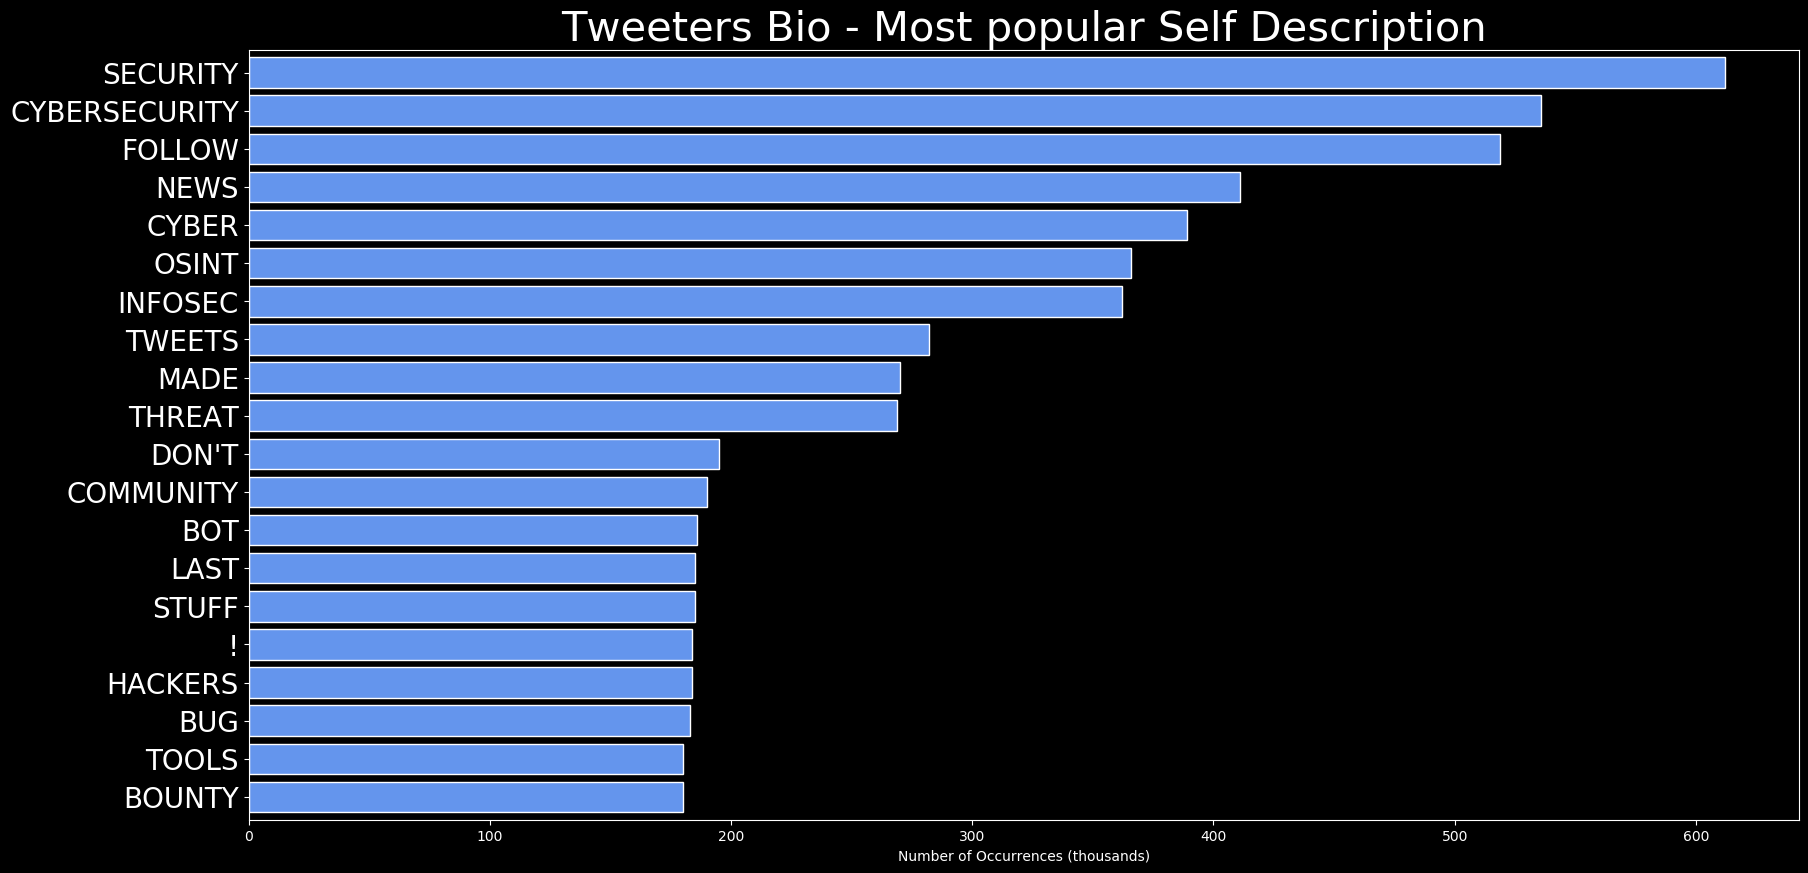 Tweeters Bio - Most popular Self Description
SECURITY
CYBERSECURITY
FOLLOW
NEWS
CYBER
OSINT
INFOSEC
TWEETS
MADE
THREAT
DON'T
COMMUNITY
BOT
LAST
STUFF
!
HACKERS
BUG
TOOLS
BOUNTY
0 100 200 300 400 500 600
Number of Occurrences (thousands)